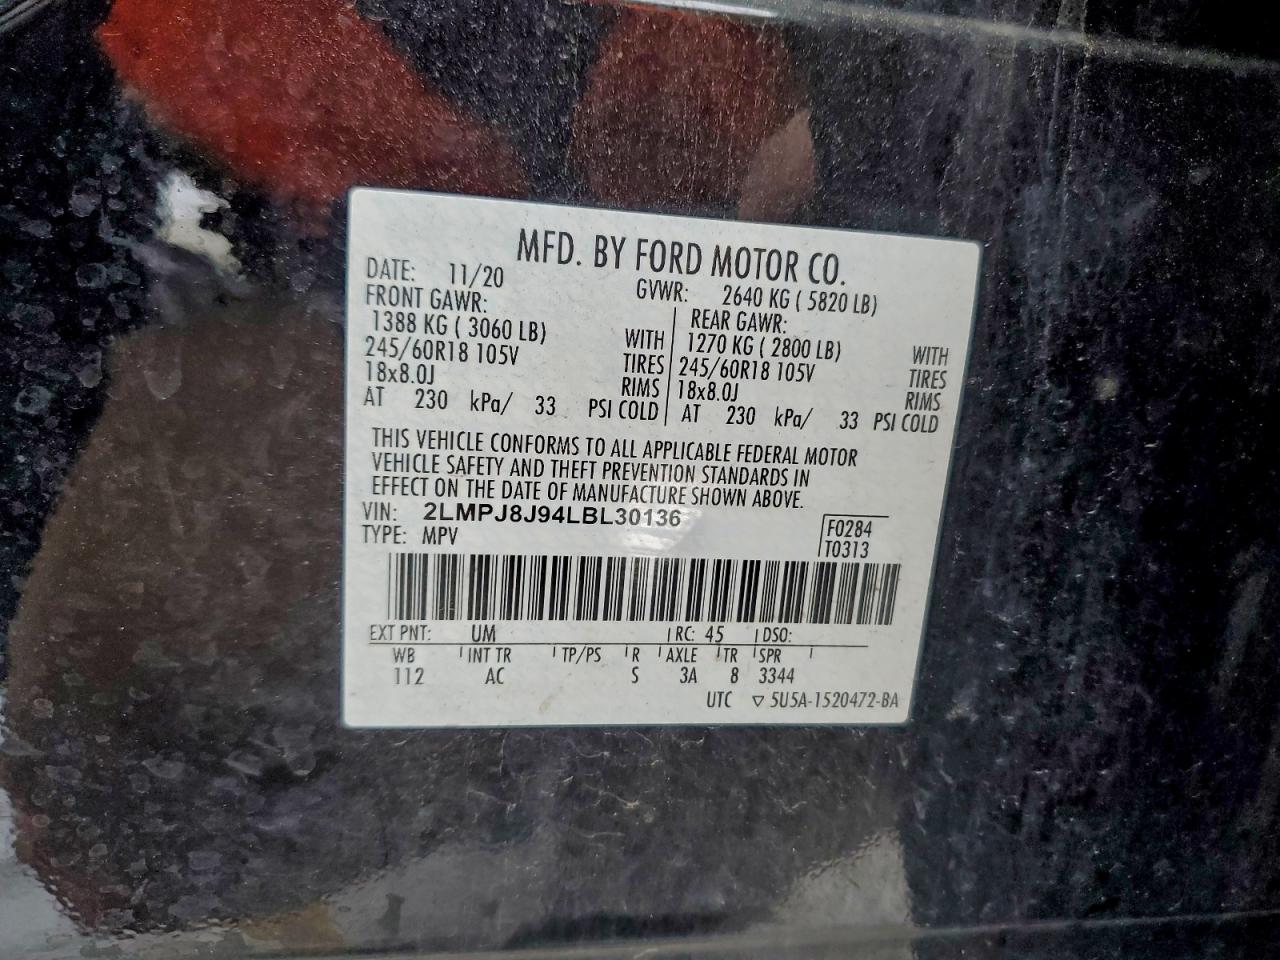 MFD. BY FORD MOTOR CO.
DATE: 11/20 GVWR: 2640 KG ( 5820 LB)
FRONT GAWR: REAR GAWR:
1388 KG ( 3060 LB) WITH 1270 KG ( 2800 LB) WITH
245/60R18 105V TIRES 245/60R18 105V TIRES
18x8.0J RIMS 18x8.0J RIMS
AT 230 kPa/ 33 PSI COLD AT 230 kPa/ 33 PSI COLD
THIS VEHICLE CONFORMS TO ALL APPLICABLE FEDERAL MOTOR
VEHICLE SAFETY AND THEFT PREVENTION STANDARDS IN
EFFECT ON THE DATE OF MANUFACTURE SHOWN ABOVE.
VIN: 2LMPJ8J94LBL30136 F0284
TYPE: MPV T0313
EXT PNT: UM RC: 45 DSO:
WB INT TR TP/PS R AXLE TR SPR
112 AC S 3A 8 3344
UTC ▽ 5U5A-1520472-BA